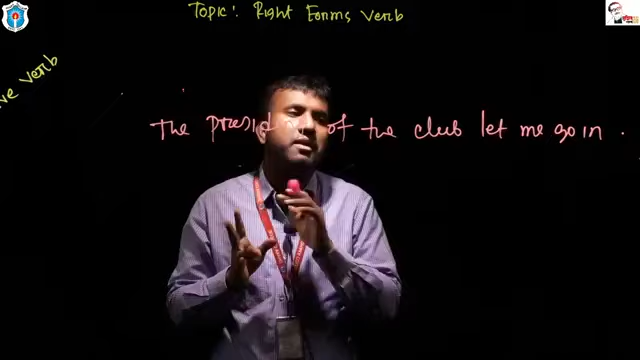 Topic: Right Forms Verb
ve verb
The presid of the club let me go in.